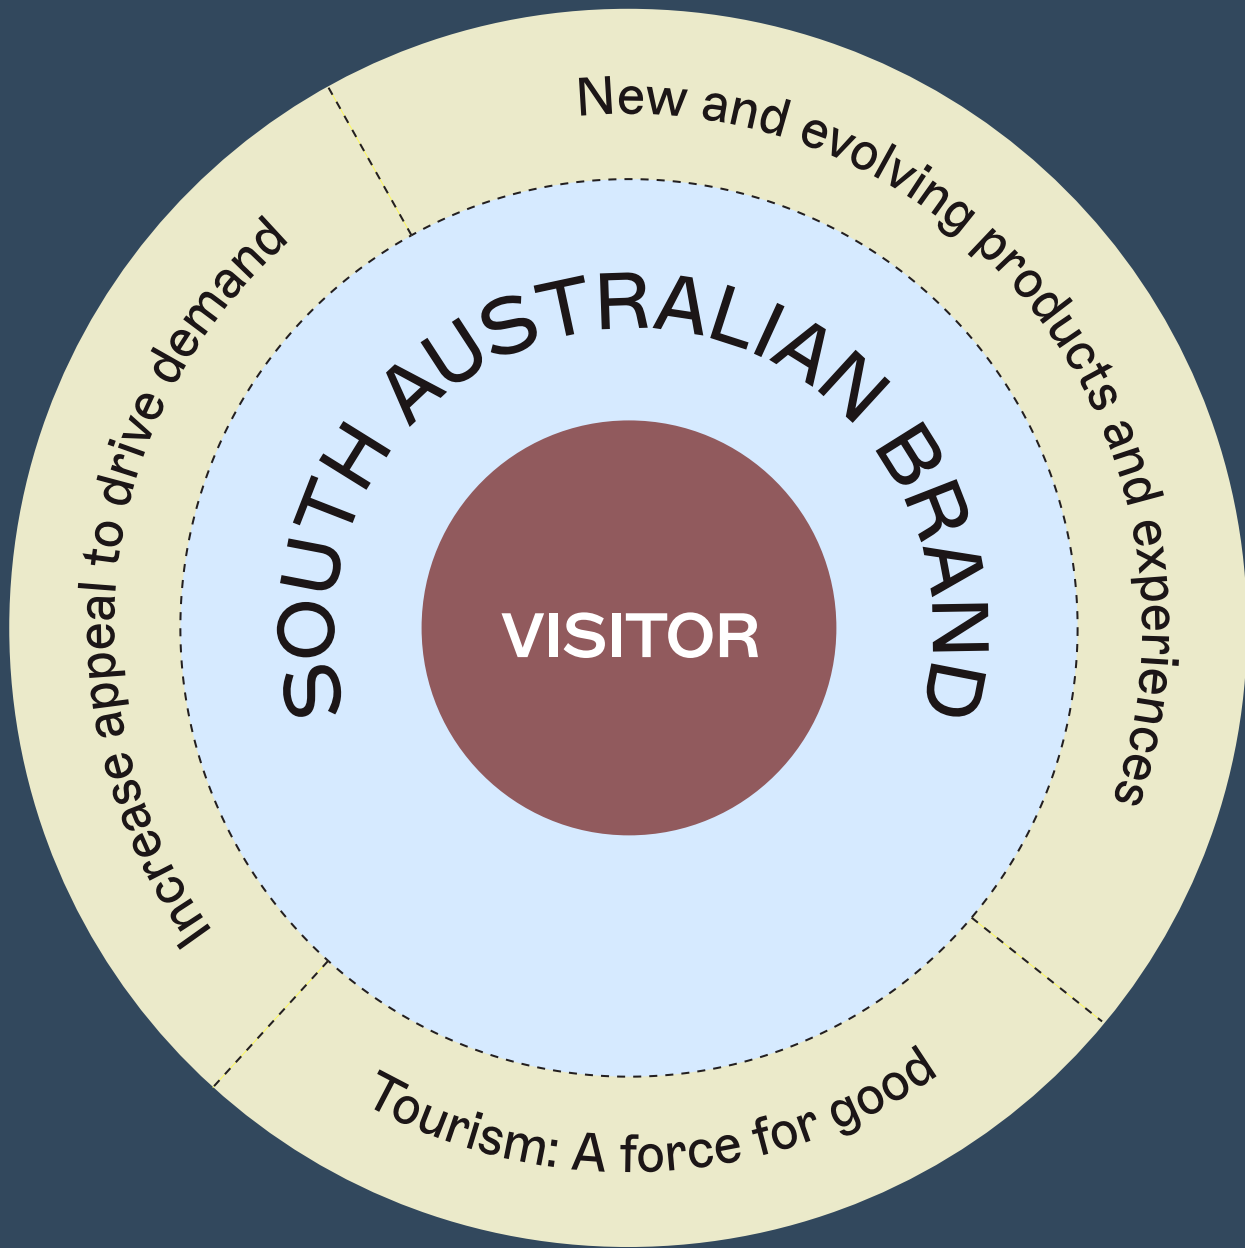 New and evolving products and experiences
Increase appeal to drive demand
SOUTH AUSTRALIAN BRAND
VISITOR
Tourism: A force for good